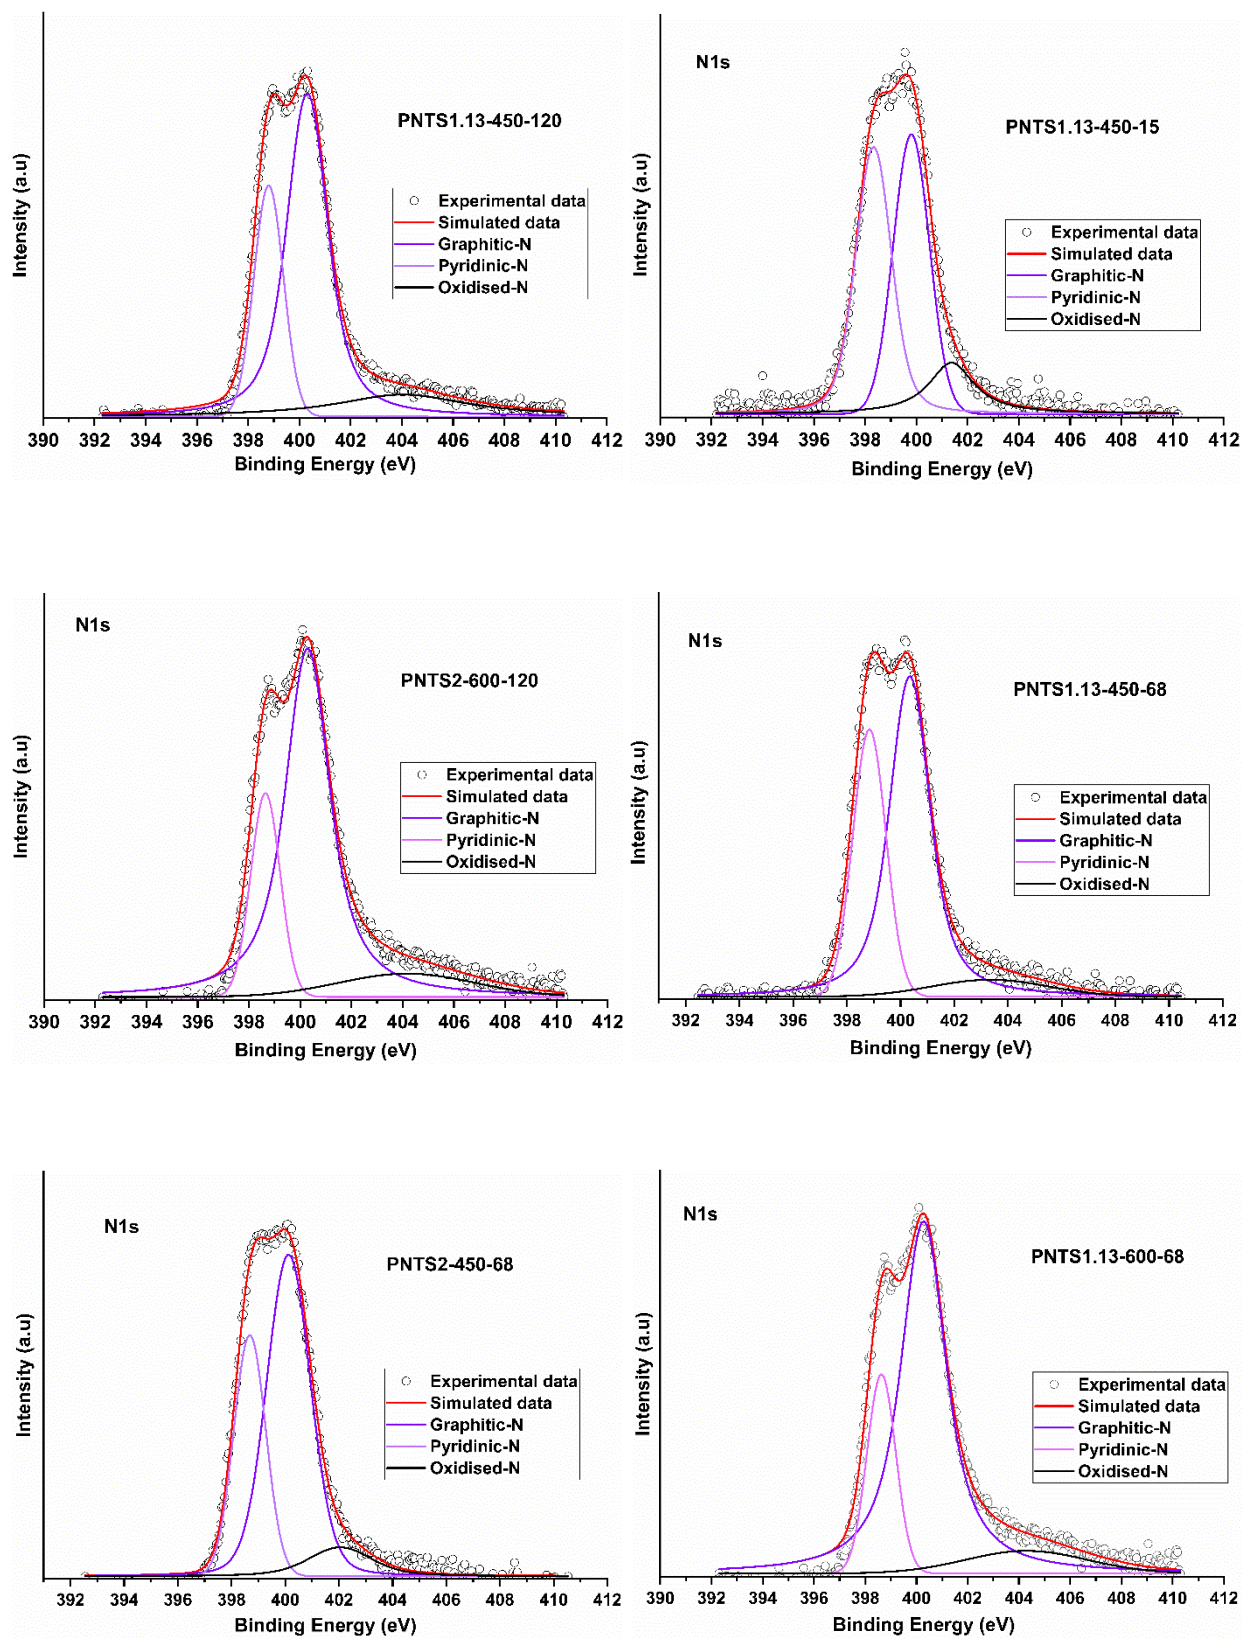 PNTS1.13-450-120
Experimental data
Simulated data
Graphitic-N
Pyridinic-N
Oxidised-N
Intensity (a.u)
390 392 394 396 398 400 402 404 406 408 410 412
Binding Energy (eV)
N1s
PNTS1.13-450-15
Experimental data
Simulated data
Graphitic-N
Pyridinic-N
Oxidised-N
Intensity (a.u)
390 392 394 396 398 400 402 404 406 408 410 412
Binding Energy (eV)
N1s
PNTS2-600-120
Experimental data
Simulated data
Graphitic-N
Pyridinic-N
Oxidised-N
Intensity (a.u)
390 392 394 396 398 400 402 404 406 408 410 412
Binding Energy (eV)
N1s
PNTS1.13-450-68
Experimental data
Simulated data
Graphitic-N
Pyridinic-N
Oxidised-N
Intensity (a.u)
392 394 396 398 400 402 404 406 408 410 412
Binding Energy (eV)
N1s
PNTS2-450-68
Experimental data
Simulated data
Graphitic-N
Pyridinic-N
Oxidised-N
Intensity (a.u)
392 394 396 398 400 402 404 406 408 410 412
Binding Energy (eV)
N1s
PNTS1.13-600-68
Experimental data
Simulated data
Graphitic-N
Pyridinic-N
Oxidised-N
Intensity (a.u)
390 392 394 396 398 400 402 404 406 408 410 412
Binding Energy (eV)